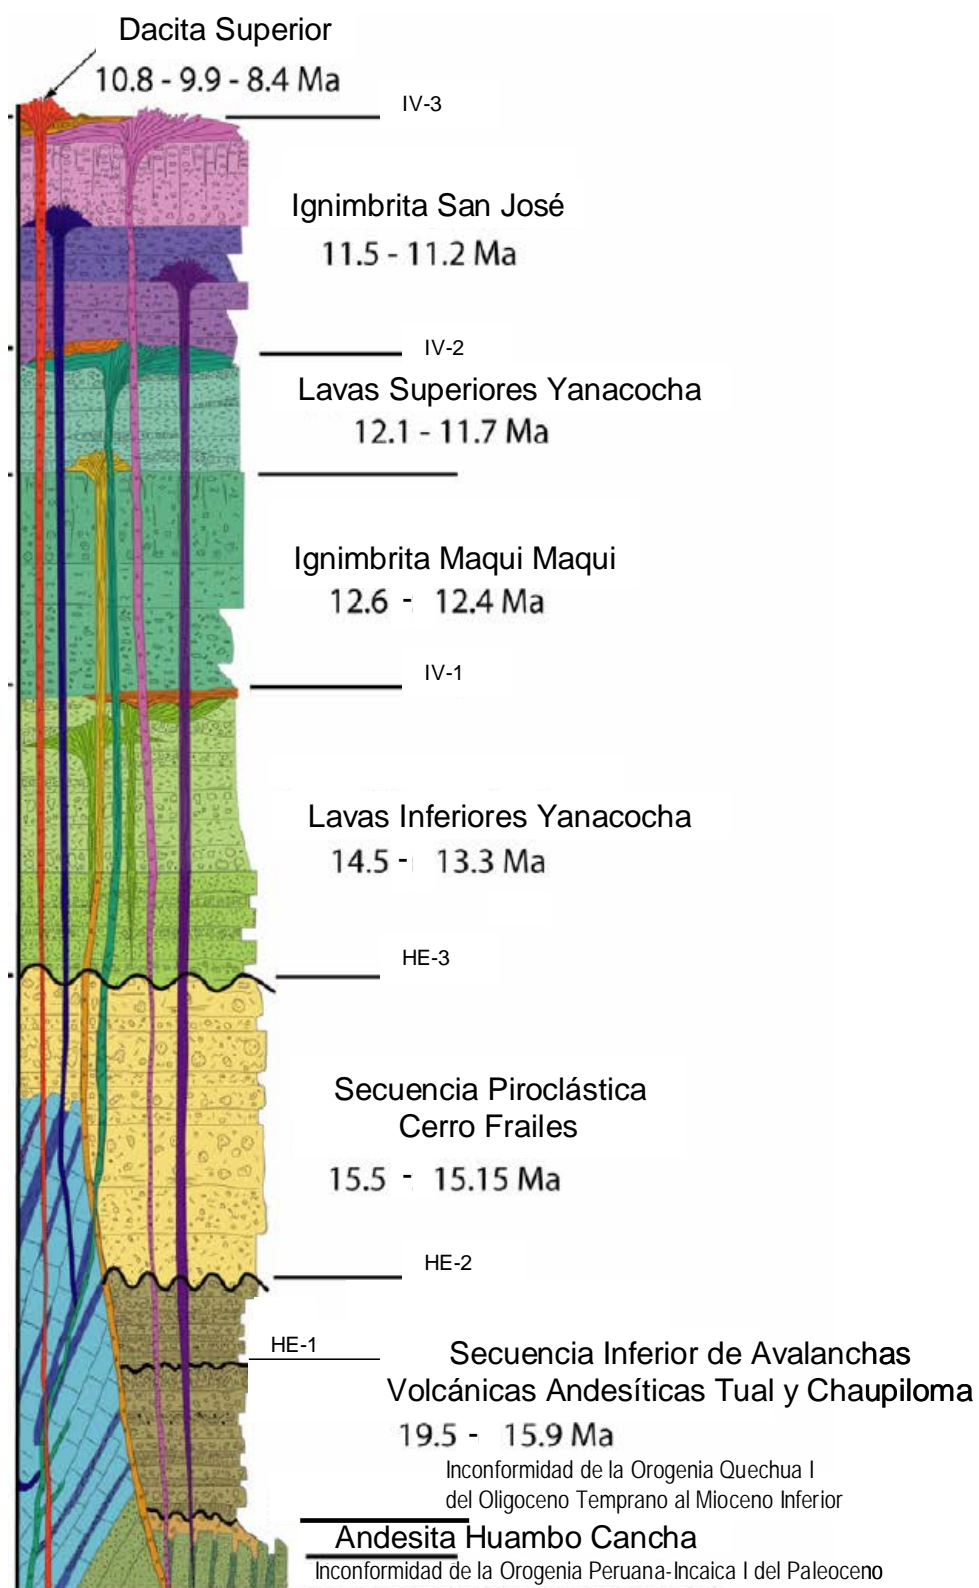 Dacita Superior
10.8 - 9.9 - 8.4 Ma
IV-3
Ignimbrita San José
11.5 - 11.2 Ma
IV-2
Lavas Superiores Yanacocha
12.1 - 11.7 Ma
Ignimbrita Maqui Maqui
12.6 - 12.4 Ma
IV-1
Lavas Inferiores Yanacocha
14.5 - 13.3 Ma
HE-3
Secuencia Piroclástica
Cerro Frailes
15.5 - 15.15 Ma
HE-2
HE-1
Secuencia Inferior de Avalanchas
Volcánicas Andesíticas Tual y Chaupiloma
19.5 - 15.9 Ma
Inconformidad de la Orogenia Quechua I
del Oligoceno Temprano al Mioceno Inferior
Andesita Huambo Cancha
Inconformidad de la Orogenia Peruana-Incaica I del Paleoceno